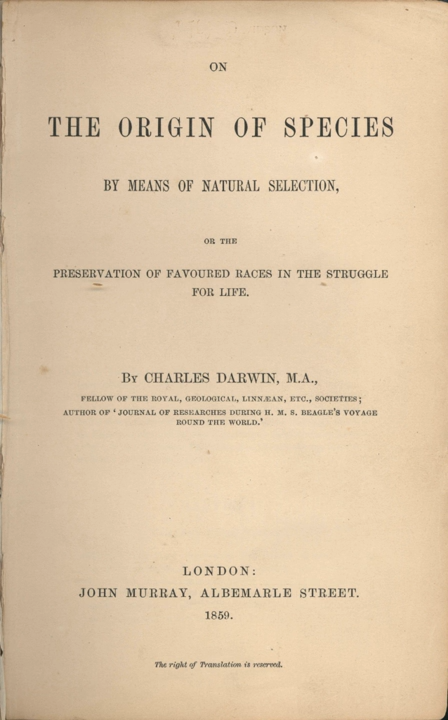 ON
THE ORIGIN OF SPECIES
BY MEANS OF NATURAL SELECTION,
OR THE
PRESERVATION OF FAVOURED RACES IN THE STRUGGLE
FOR LIFE.
BY CHARLES DARWIN, M.A.,
FELLOW OF THE ROYAL, GEOLOGICAL, LINNÆAN, ETC., SOCIETIES;
AUTHOR OF ‘JOURNAL OF RESEARCHES DURING H. M. S. BEAGLE’S VOYAGE
ROUND THE WORLD.’
LONDON:
JOHN MURRAY, ALBEMARLE STREET.
1859.
The right of Translation is reserved.